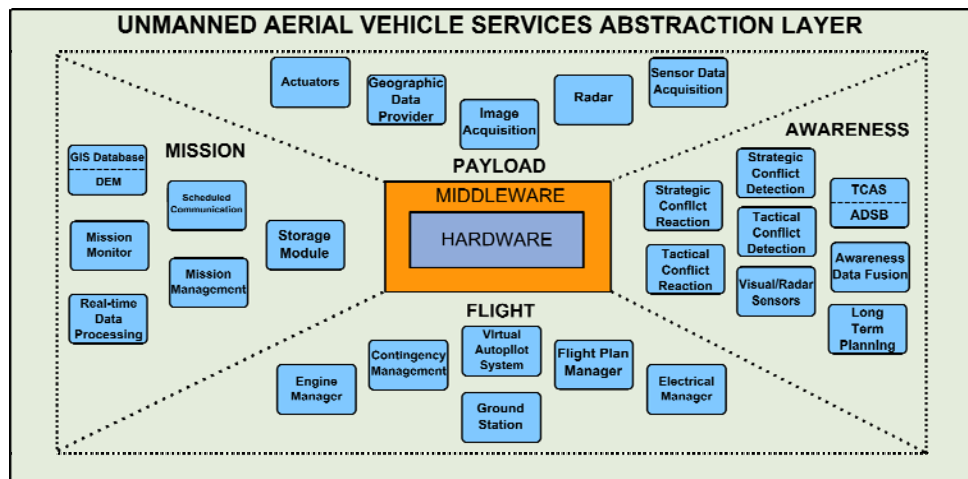 UNMANNED AERIAL VEHICLE SERVICES ABSTRACTION LAYER
Actuators
Geographic
Data
Provider
Image
Acquisition
Radar
Sensor Data
Acquisition
PAYLOAD
MISSION
GIS Database
DEM
Scheduled
Communication
Mission
Monitor
Mission
Management
Storage
Module
Real-time
Data
Processing
MIDDLEWARE
HARDWARE
AWARENESS
Strategic
Conflict
Detection
Strategic
Conflict
Reaction
TCAS
ADSB
Tactical
Conflict
Detection
Tactical
Conflict
Reaction
Awareness
Data Fusion
Visual/Radar
Sensors
Long
Term
Planning
FLIGHT
Engine
Manager
Contingency
Management
Virtual
Autopilot
System
Flight Plan
Manager
Electrical
Manager
Ground
Station